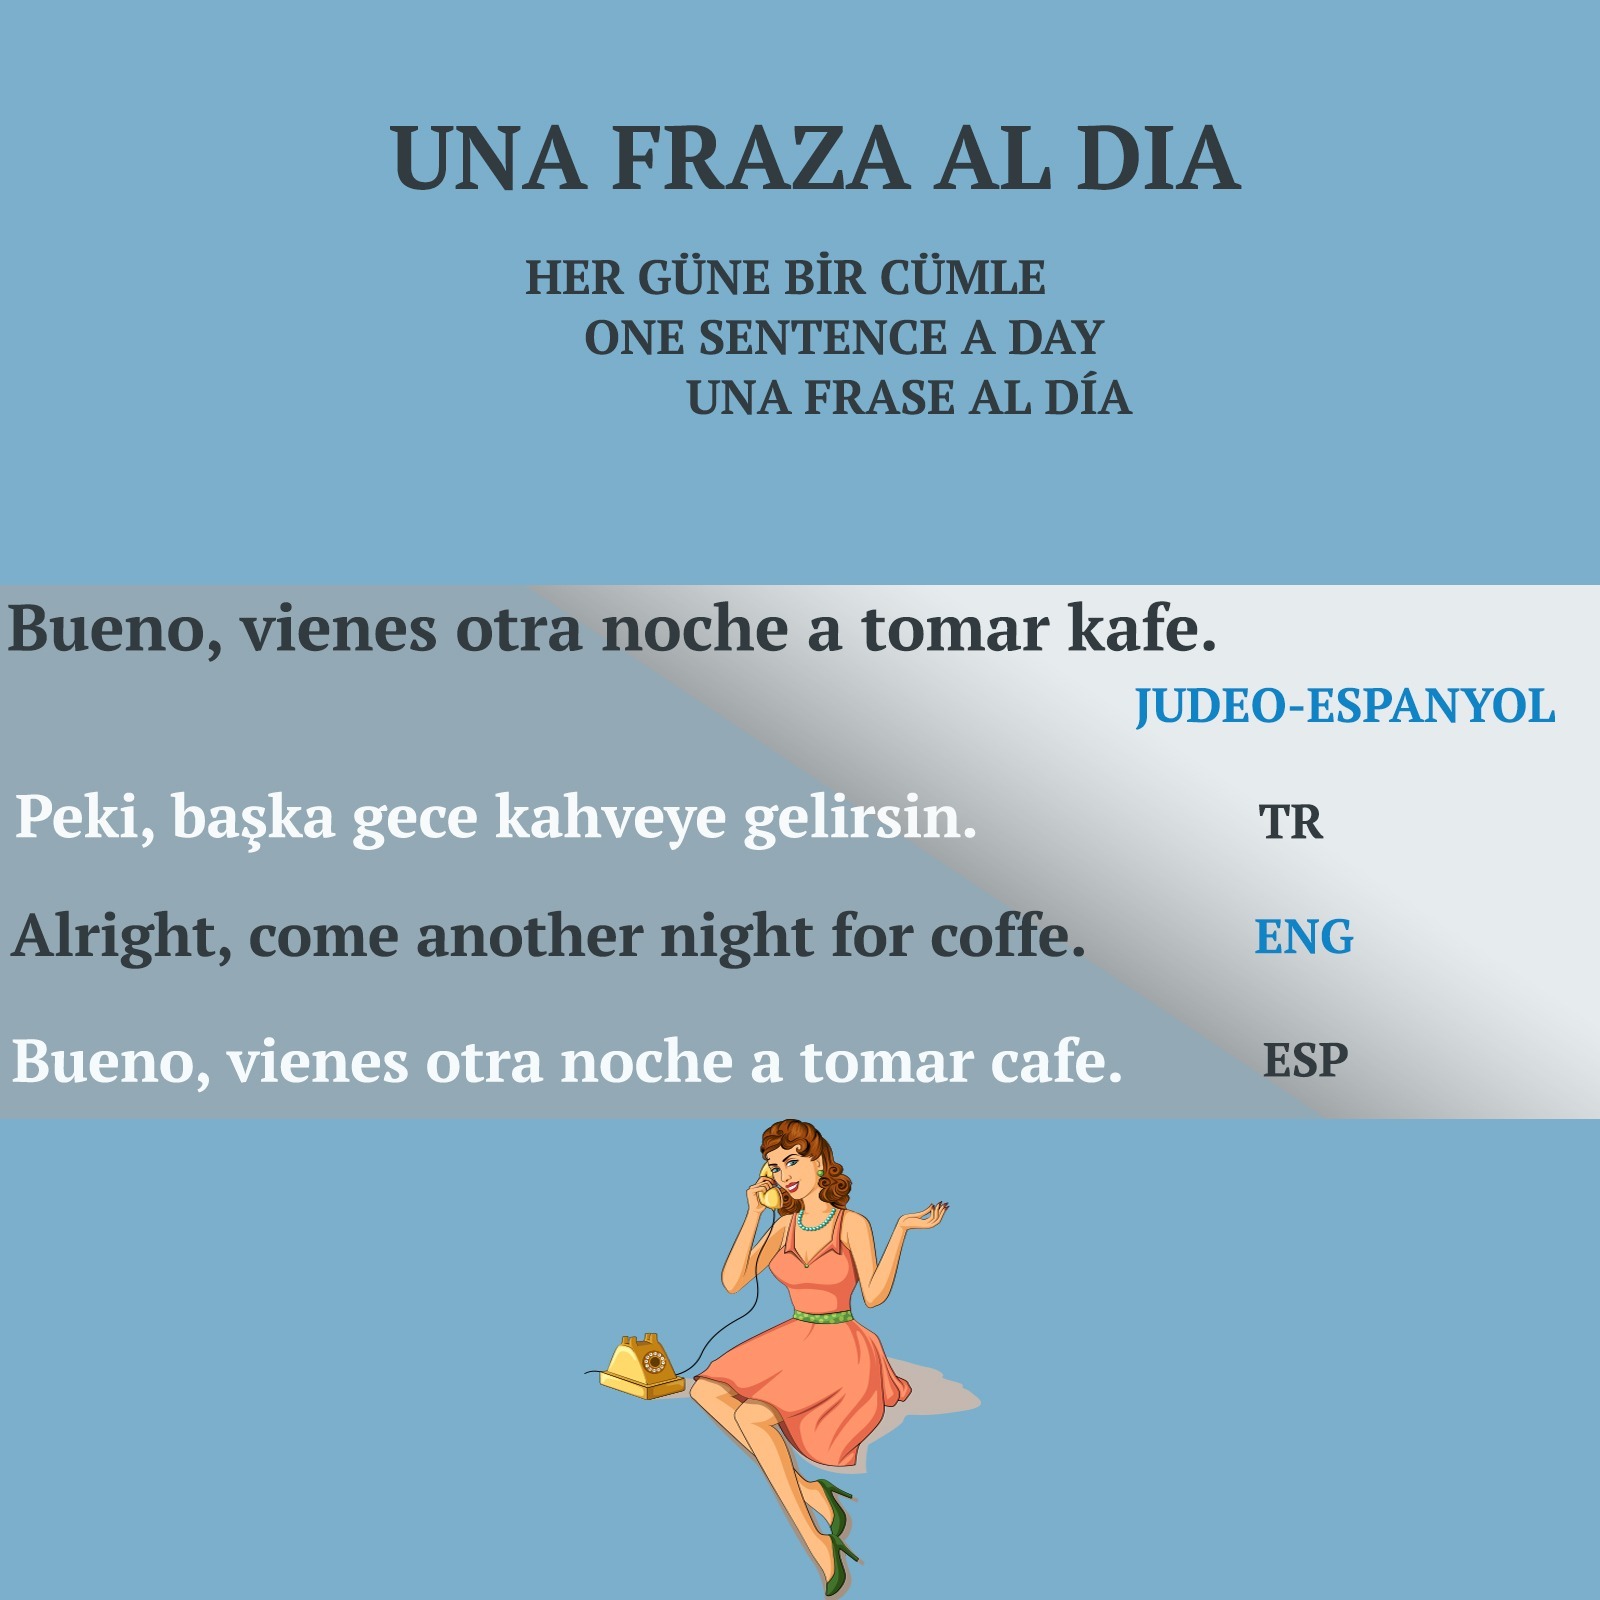 UNA FRAZA AL DIA
HER GÜNE BİR CÜMLE
ONE SENTENCE A DAY
UNA FRASE AL DÍA
Bueno, vienes otra noche a tomar kafe.
JUDEO-ESPANYOL
Peki, başka gece kahveye gelirsin. TR
Alright, come another night for coffe. ENG
Bueno, vienes otra noche a tomar cafe. ESP